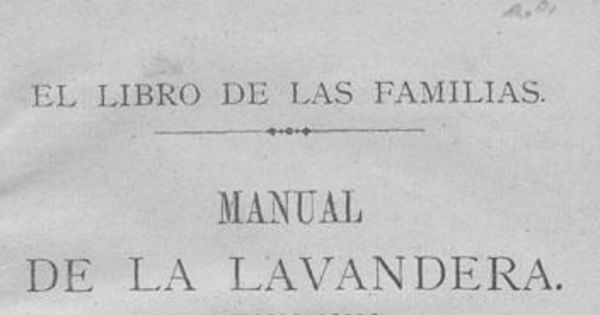 EL LIBRO DE LAS FAMILIAS.
MANUAL
DE LA LAVANDERA.